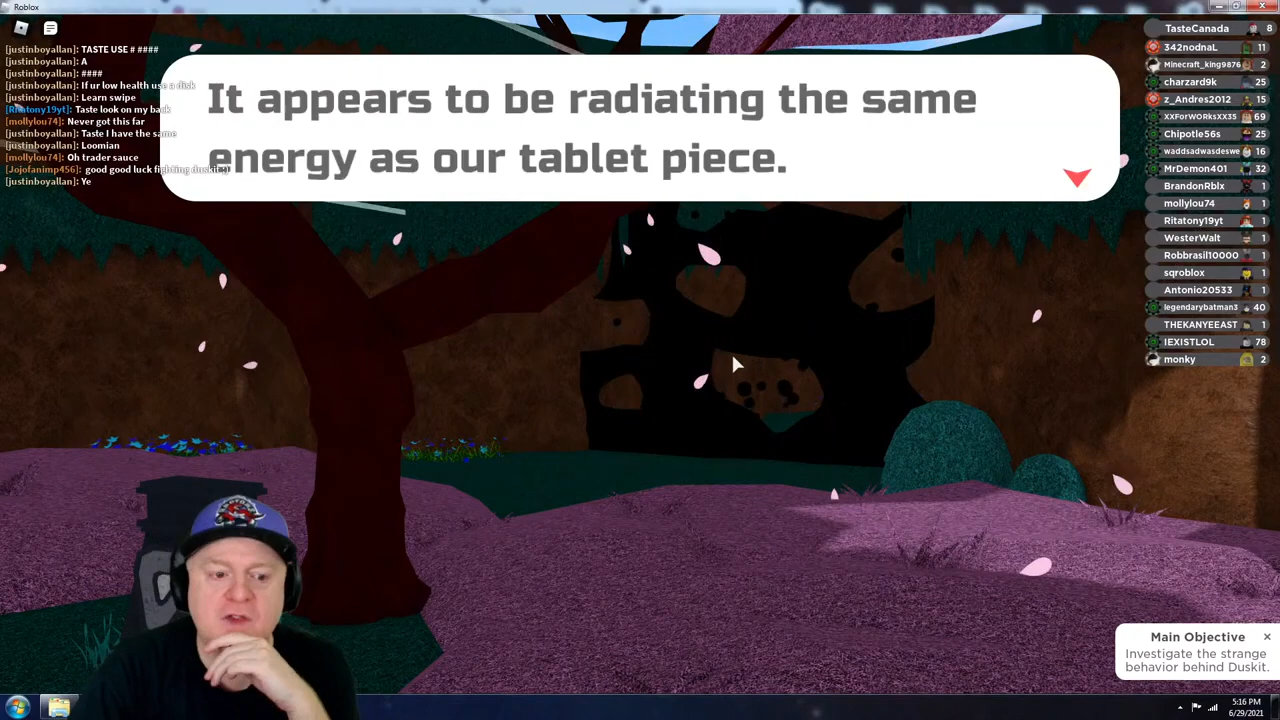 Roblox
[justinboyallan]: TASTE USE # ####
[justinboyallan]: A
[justinboyallan]: ####
[justinboyallan]: If ur low health use a disk
[justinboyallan]: Learn swipe
[Ritatony19yt]: Taste look on my back
[mollylou74]: Never got this far
[justinboyallan]: Taste I have the same
[justinboyallan]: Loomian
[mollylou74]: Oh trader sauce
[Jojofanimp456]: good good luck fighting duskit :)
[justinboyallan]: Ye
It appears to be radiating the same
energy as our tablet piece.
TasteCanada 8
342nodnaL 11
Minecraft_king9876 2
charzard9k 25
z_Andres2012 15
XXForWORksXX35 69
Chipotle56s 25
waddsadwasdeswe 16
MrDemon401 32
BrandonRblx 1
mollylou74 1
Ritatony19yt 1
WesterWalt 1
Robbrasil10000 1
sqroblox 1
Antonio20533 1
legendarybatman3 40
THEKANYEEAST 1
IEXISTLOL 78
monky 2
Main Objective
Investigate the strange
behavior behind Duskit.
5:16 PM
6/29/2021